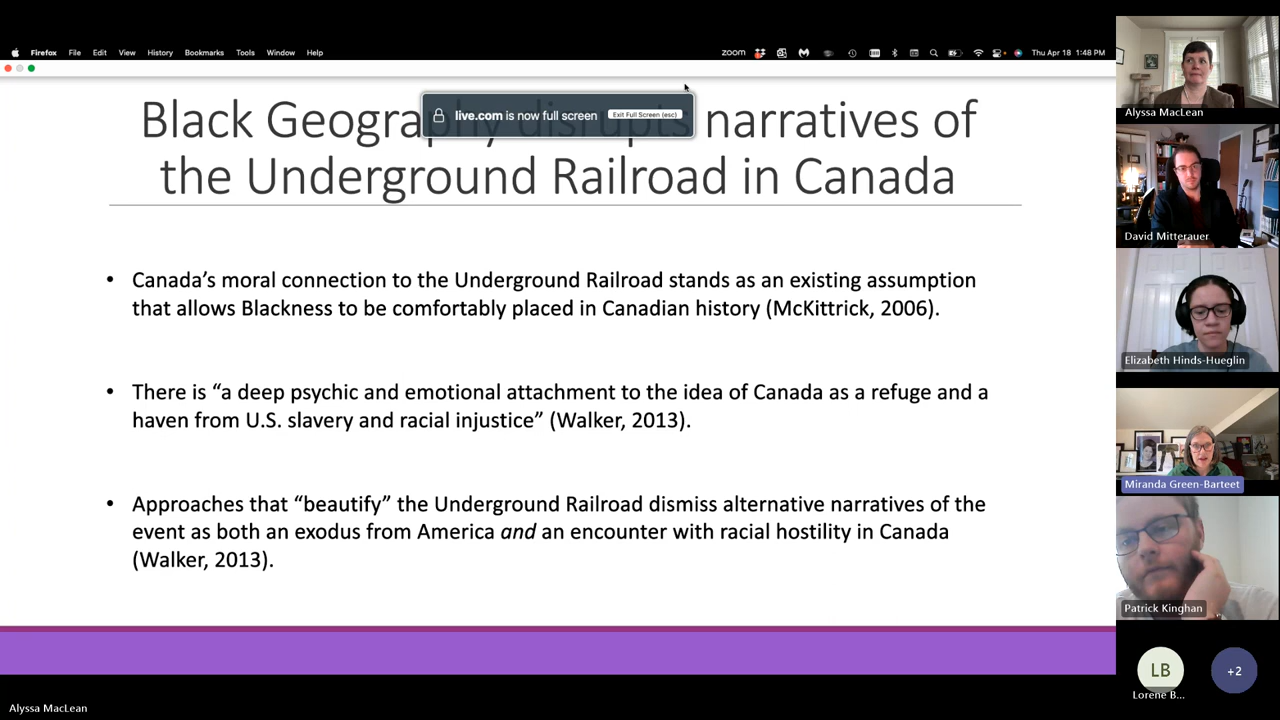 Firefox File Edit View History Bookmarks Tools Window Help
zoom Thu Apr 18 1:48 PM
live.com is now full screen Exit Full Screen (esc)
Black Geography disrupts narratives of
the Underground Railroad in Canada
• Canada’s moral connection to the Underground Railroad stands as an existing assumption
that allows Blackness to be comfortably placed in Canadian history (McKittrick, 2006).
• There is “a deep psychic and emotional attachment to the idea of Canada as a refuge and a
haven from U.S. slavery and racial injustice” (Walker, 2013).
• Approaches that “beautify” the Underground Railroad dismiss alternative narratives of the
event as both an exodus from America and an encounter with racial hostility in Canada
(Walker, 2013).
Alyssa MacLean
Alyssa MacLean
David Mitterauer
Elizabeth Hinds-Hueglin
Miranda Green-Barteet
Patrick Kinghan
LB
Lorene B...
+2